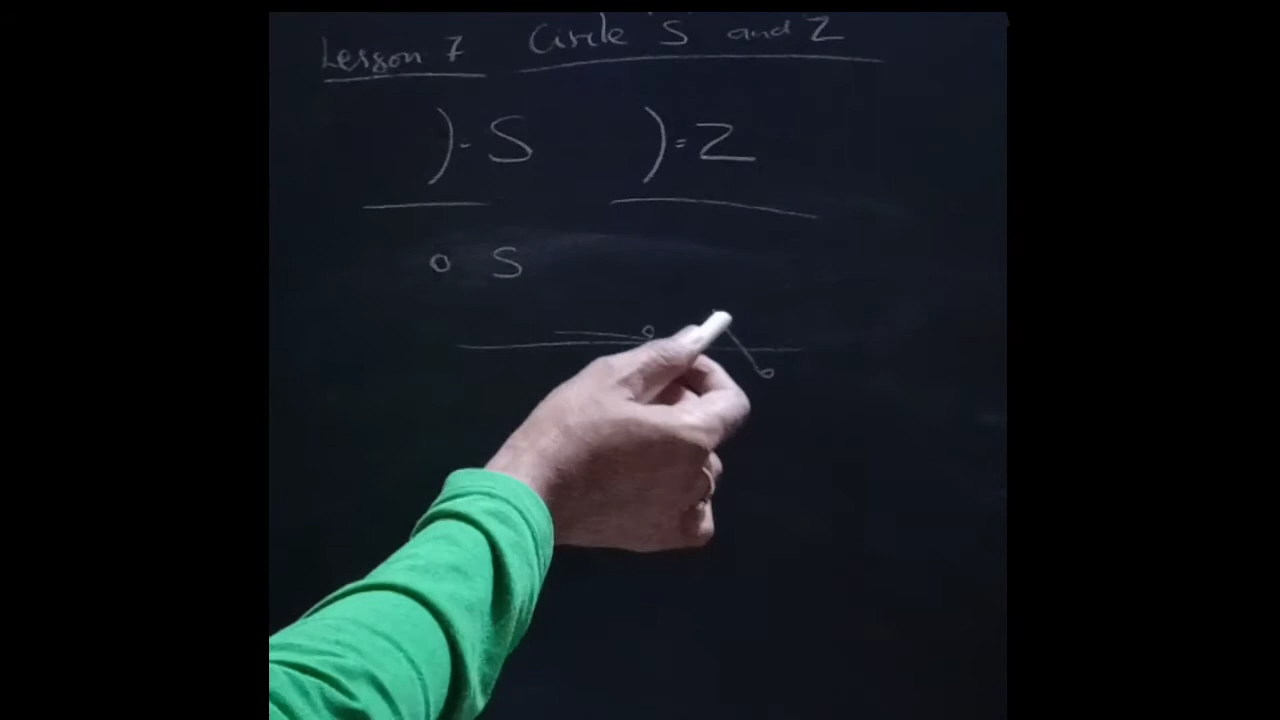 Lesson 7 Circle S and Z
) - S ) = Z
o S